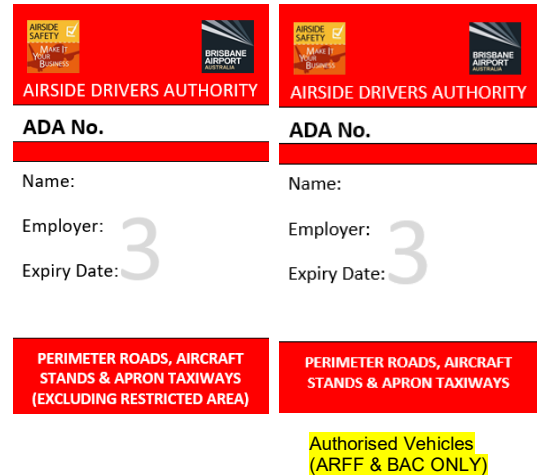 AIRSIDE
SAFETY
MAKE IT
YOUR
BUSINESS
BRISBANE
AIRPORT
AUSTRALIA
AIRSIDE DRIVERS AUTHORITY
ADA No.
Name:
Employer:
3
Expiry Date:
PERIMETER ROADS, AIRCRAFT
STANDS & APRON TAXIWAYS
(EXCLUDING RESTRICTED AREA)
AIRSIDE
SAFETY
MAKE IT
YOUR
BUSINESS
BRISBANE
AIRPORT
AUSTRALIA
AIRSIDE DRIVERS AUTHORITY
ADA No.
Name:
Employer:
3
Expiry Date:
PERIMETER ROADS, AIRCRAFT
STANDS & APRON TAXIWAYS
Authorised Vehicles
(ARFF & BAC ONLY)